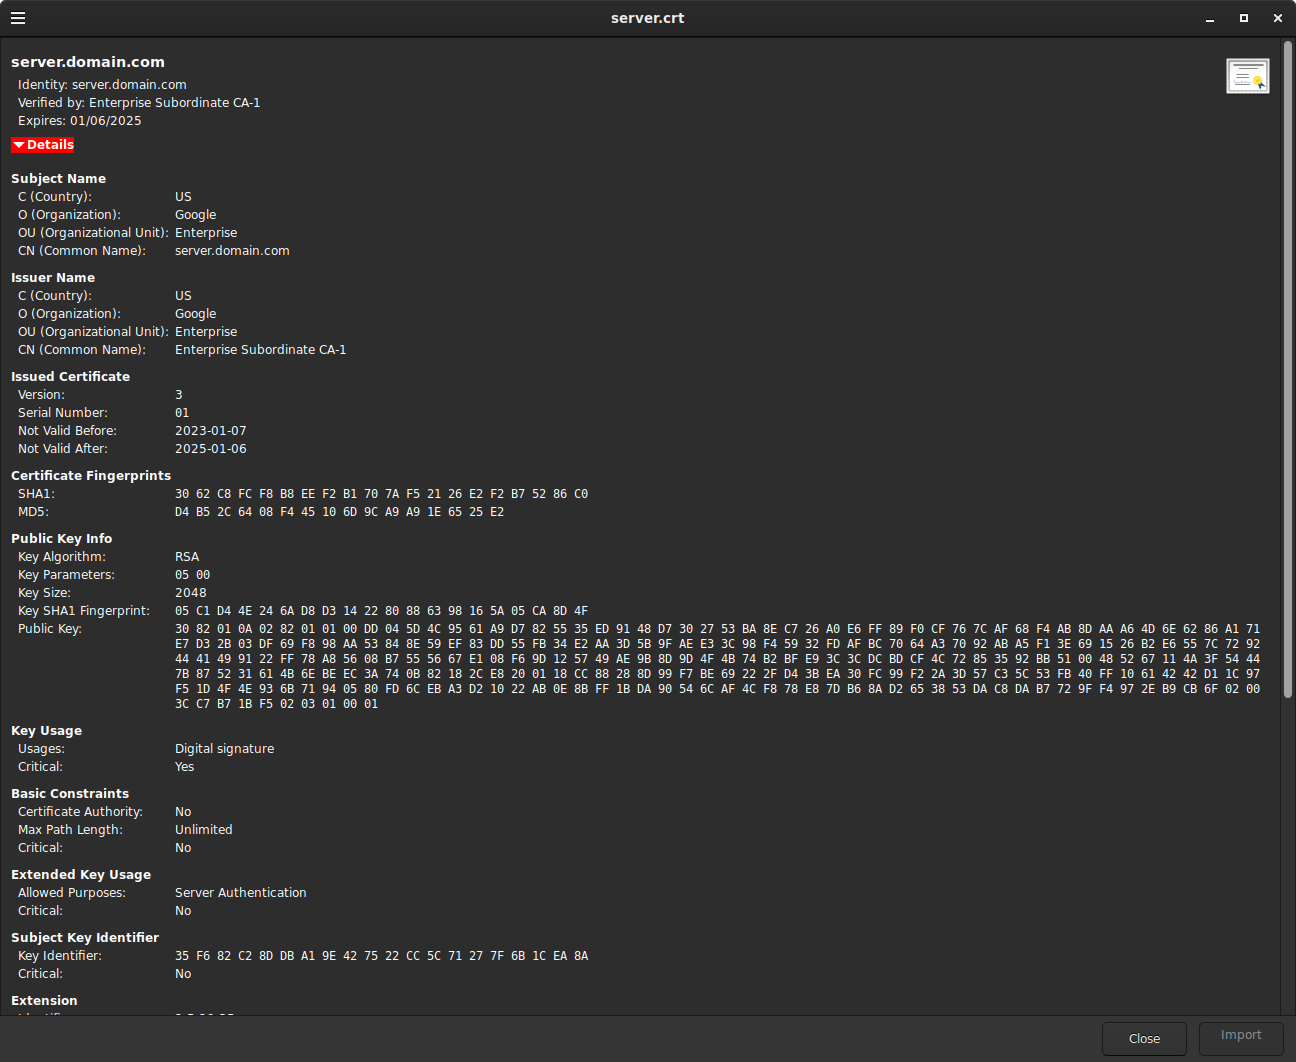 server.crt
server.domain.com
Identity: server.domain.com
Verified by: Enterprise Subordinate CA-1
Expires: 01/06/2025
Details
Subject Name
C (Country): US
O (Organization): Google
OU (Organizational Unit): Enterprise
CN (Common Name): server.domain.com
Issuer Name
C (Country): US
O (Organization): Google
OU (Organizational Unit): Enterprise
CN (Common Name): Enterprise Subordinate CA-1
Issued Certificate
Version: 3
Serial Number: 01
Not Valid Before: 2023-01-07
Not Valid After: 2025-01-06
Certificate Fingerprints
SHA1: 30 62 C8 FC F8 B8 EE F2 B1 70 7A F5 21 26 E2 F2 B7 52 86 C0
MD5: D4 B5 2C 64 08 F4 45 10 6D 9C A9 A9 1E 65 25 E2
Public Key Info
Key Algorithm: RSA
Key Parameters: 05 00
Key Size: 2048
Key SHA1 Fingerprint: 05 C1 D4 4E 24 6A D8 D3 14 22 80 88 63 98 16 5A 05 CA 8D 4F
Public Key: 30 82 01 0A 02 82 01 01 00 DD 04 5D 4C 95 61 A9 D7 82 55 35 ED 91 48 D7 30 27 53 BA 8E C7 26 A0 E6 FF 89 F0 CF 76 7C AF 68 F4 AB 8D AA A6 4D 6E 62 86 A1 71
E7 D3 2B 03 DF 69 F8 98 AA 53 84 8E 59 EF 83 DD 55 FB 34 E2 AA 3D 5B 9F AE E3 3C 98 F4 59 32 FD AF BC 70 64 A3 70 92 AB A5 F1 3E 69 15 26 B2 E6 55 7C 72 92
44 41 49 91 22 FF 78 A8 56 08 B7 55 56 67 E1 08 F6 9D 12 57 49 AE 9B 8D 9D 4F 4B 74 B2 BF E9 3C 3C DC BD CF 4C 72 85 35 92 BB 51 00 48 52 67 11 4A 3F 54 44
7B 87 52 31 61 4B 6E BE EC 3A 74 0B 82 18 2C E8 20 01 18 CC 88 28 8D 99 F7 BE 69 22 2F D4 3B EA 30 FC 99 F2 2A 3D 57 C3 5C 53 FB 40 FF 10 61 42 42 D1 1C 97
F5 1D 4F 4E 93 6B 71 94 05 80 FD 6C EB A3 D2 10 22 AB 0E 8B FF 1B DA 90 54 6C AF 4C F8 78 E8 7D B6 8A D2 65 38 53 DA C8 DA B7 72 9F F4 97 2E B9 CB 6F 02 00
3C C7 B7 1B F5 02 03 01 00 01
Key Usage
Usages: Digital signature
Critical: Yes
Basic Constraints
Certificate Authority: No
Max Path Length: Unlimited
Critical: No
Extended Key Usage
Allowed Purposes: Server Authentication
Critical: No
Subject Key Identifier
Key Identifier: 35 F6 82 C2 8D DB A1 9E 42 75 22 CC 5C 71 27 7F 6B 1C EA 8A
Critical: No
Extension
Close
Import